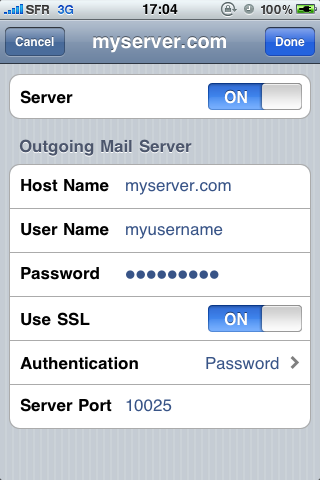 SFR 3G 17:04 100%
Cancel myserver.com Done
Server ON
Outgoing Mail Server
Host Name myserver.com
User Name myusername
Password ●●●●●●●●●
Use SSL ON
Authentication Password
Server Port 10025